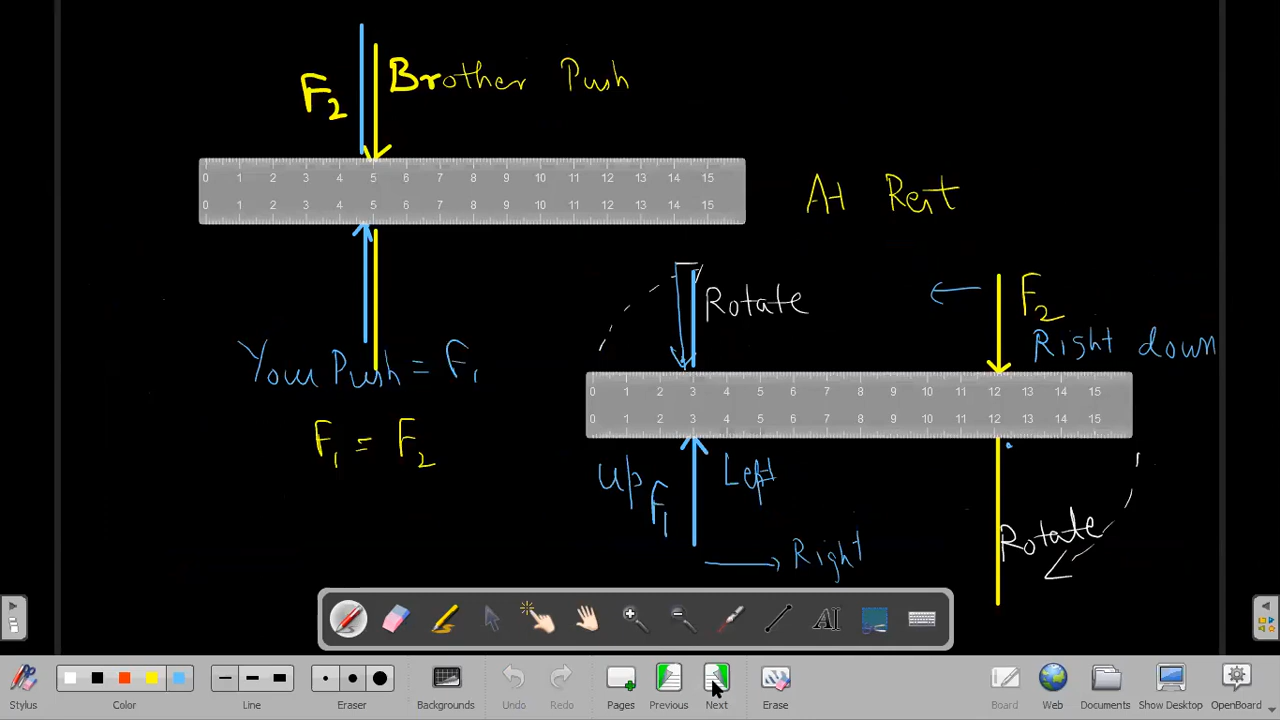 F2 Brother Push
0 1 2 3 4 5 6 7 8 9 10 11 12 13 14 15
0 1 2 3 4 5 6 7 8 9 10 11 12 13 14 15
At Rest
Your Push = F1
F1 = F2
Rotate
F2
Right down
0 1 2 3 4 5 6 7 8 9 10 11 12 13 14 15
0 1 2 3 4 5 6 7 8 9 10 11 12 13 14 15
Up F1 Left
Right
Rotate
AI
Stylus Color Line Eraser Backgrounds Undo Redo Pages Previous Next Erase Board Web Documents Show Desktop OpenBoard